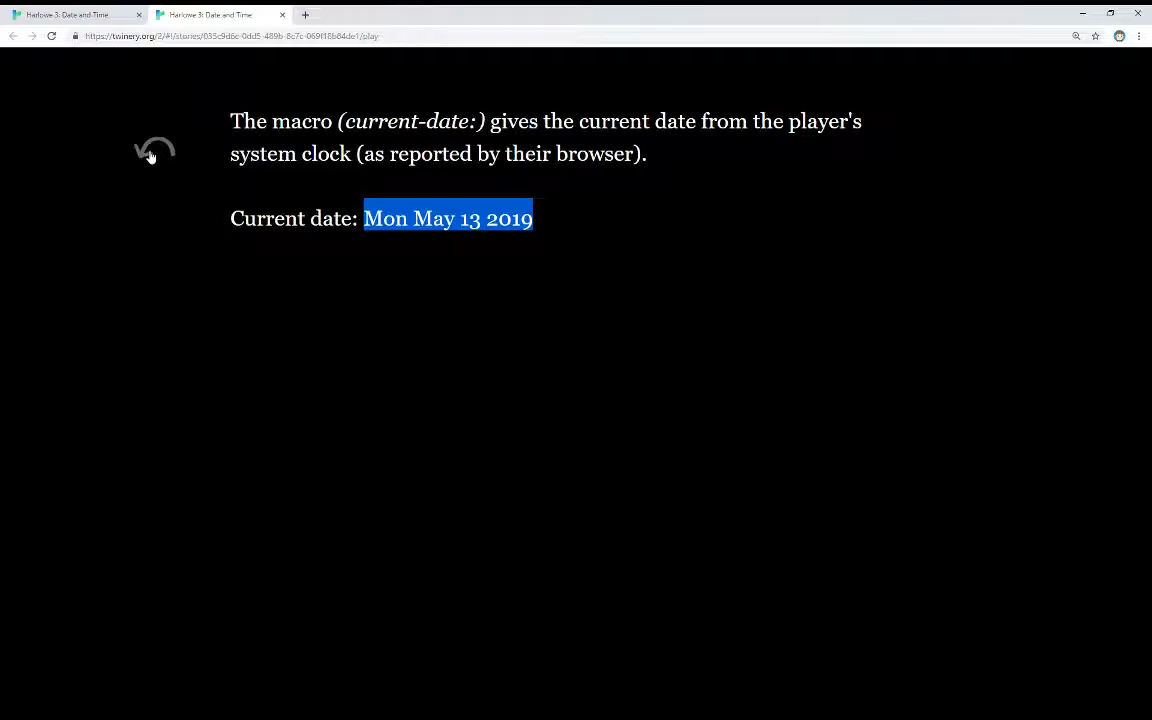 Harlowe 3: Date and Time
Harlowe 3: Date and Time
The macro (current-date:) gives the current date from the player's
system clock (as reported by their browser).
Current date: Mon May 13 2019